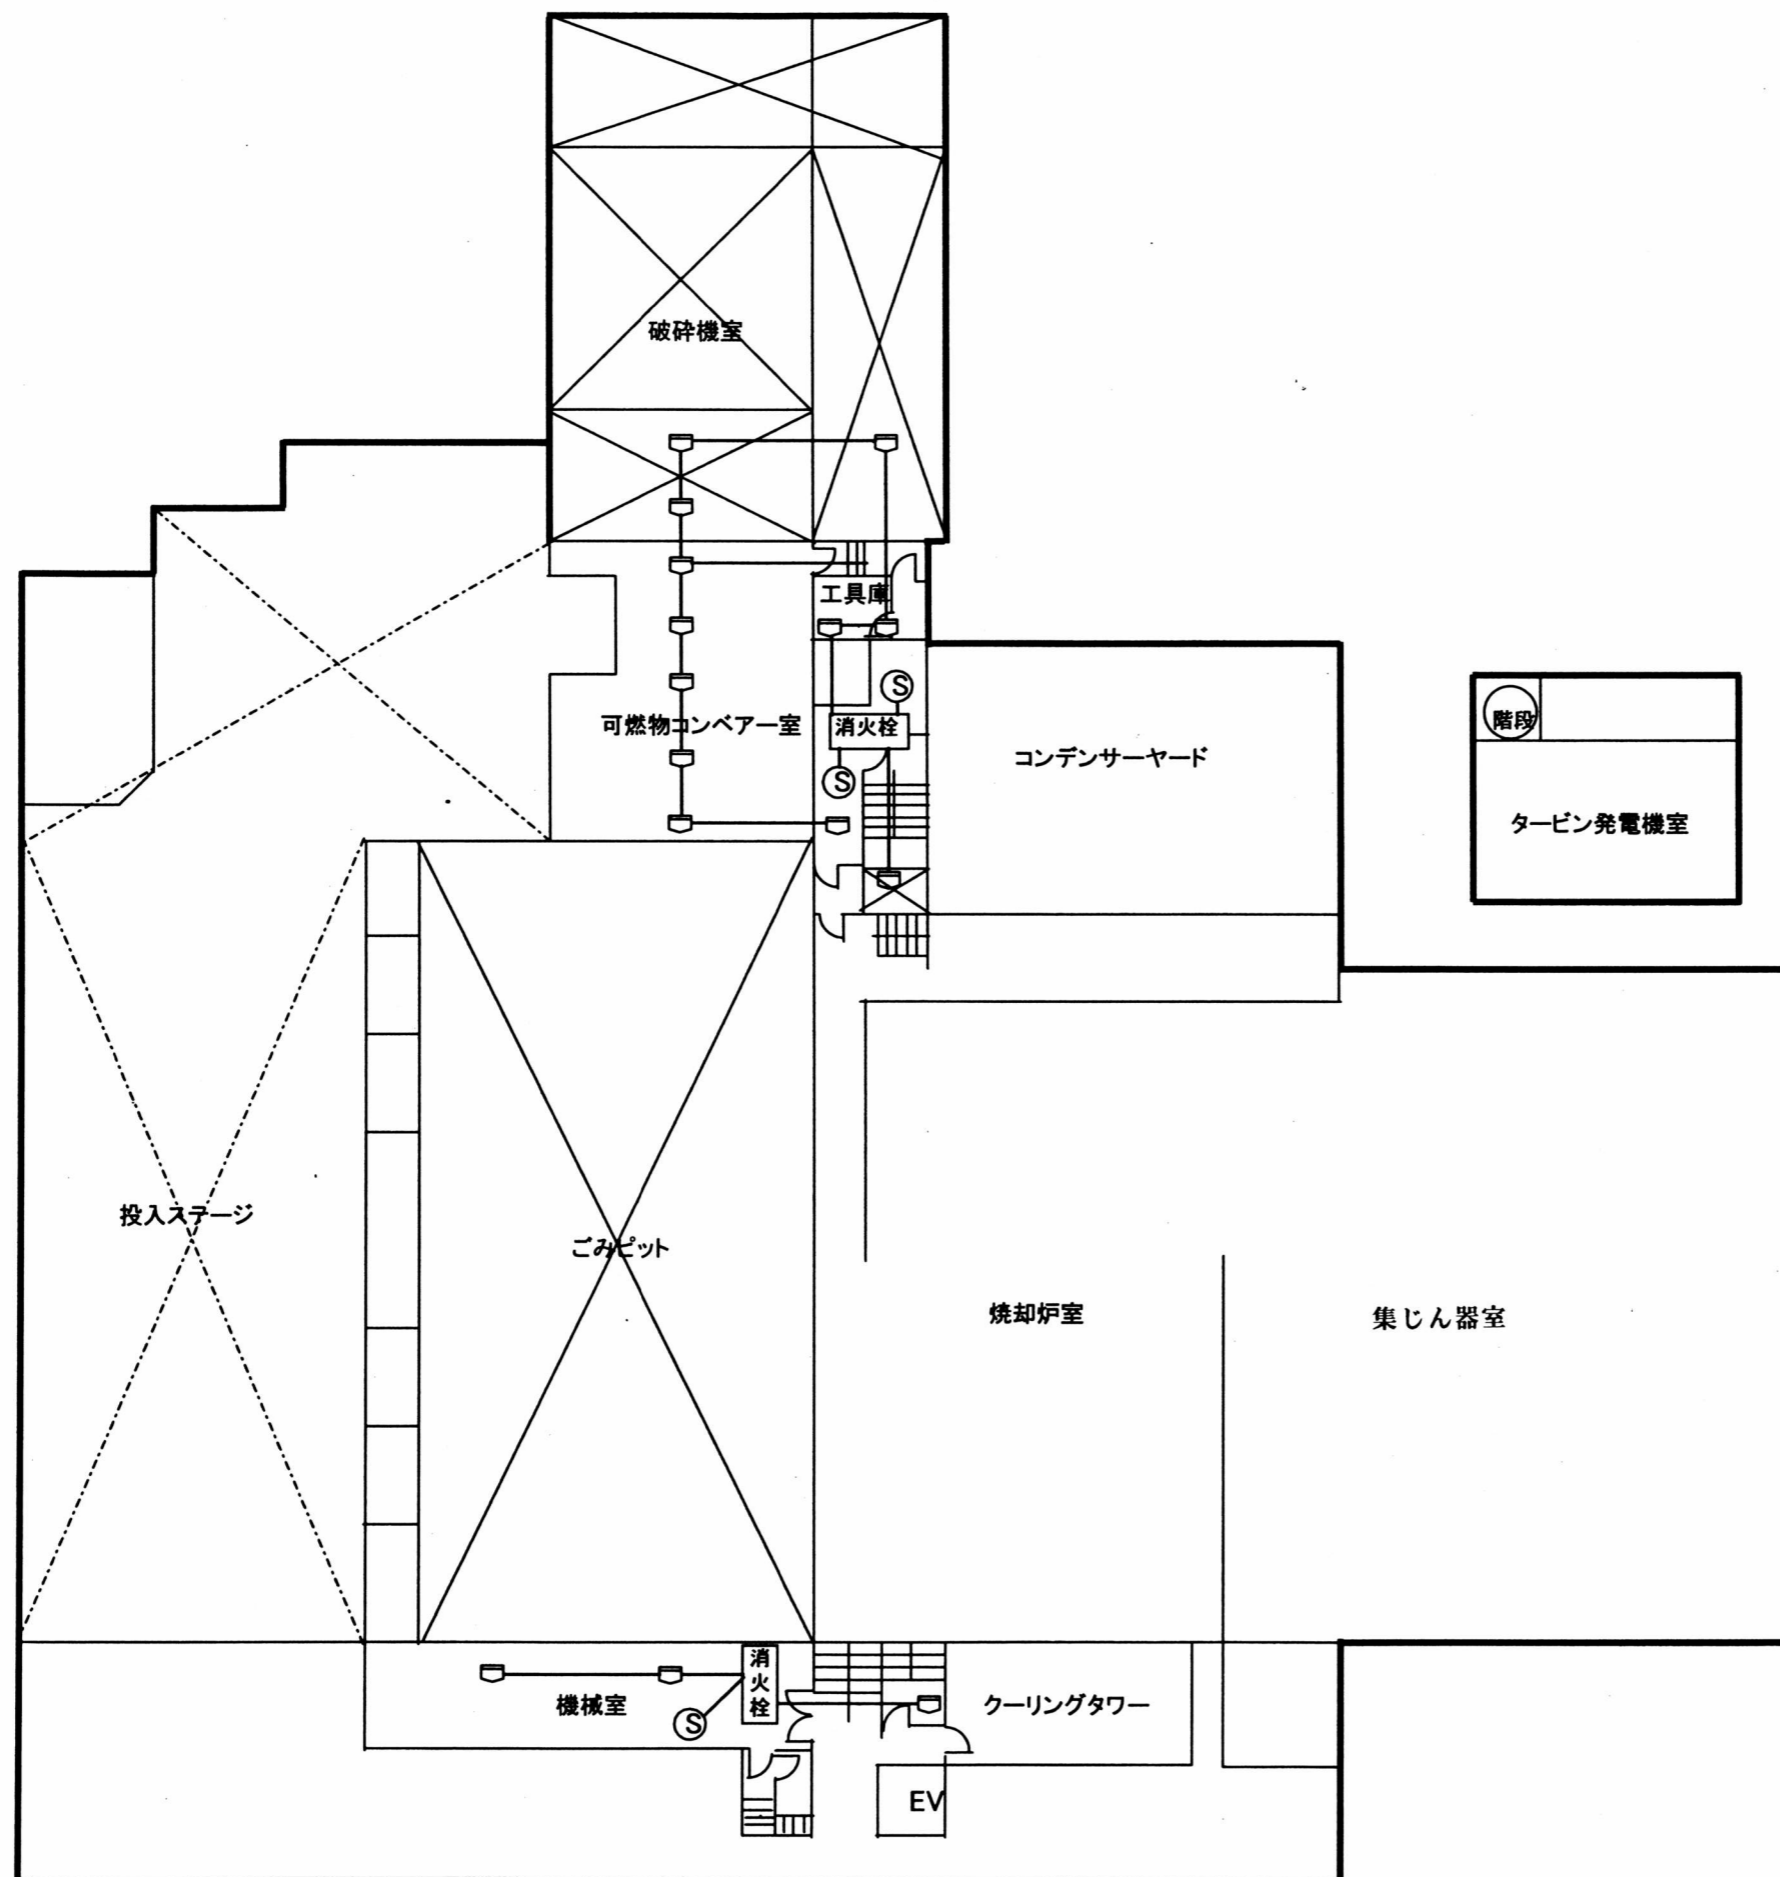 破砕機室
工具庫
S
階段
可燃物コンベアー室
消火栓
コンデンサーヤード
S
タービン発電機室
投入ステージ
ごみピット
焼却炉室
集じん器室
消火栓
機械室
S
クーリングタワー
EV